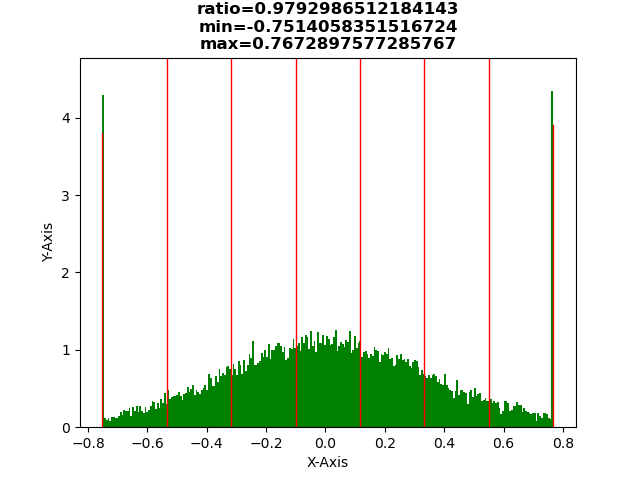 ratio=0.9792986512184143
min=-0.7514058351516724
max=0.7672897577285767
4
3
2
1
0
Y-Axis
−0.8 −0.6 −0.4 −0.2 0.0 0.2 0.4 0.6 0.8
X-Axis